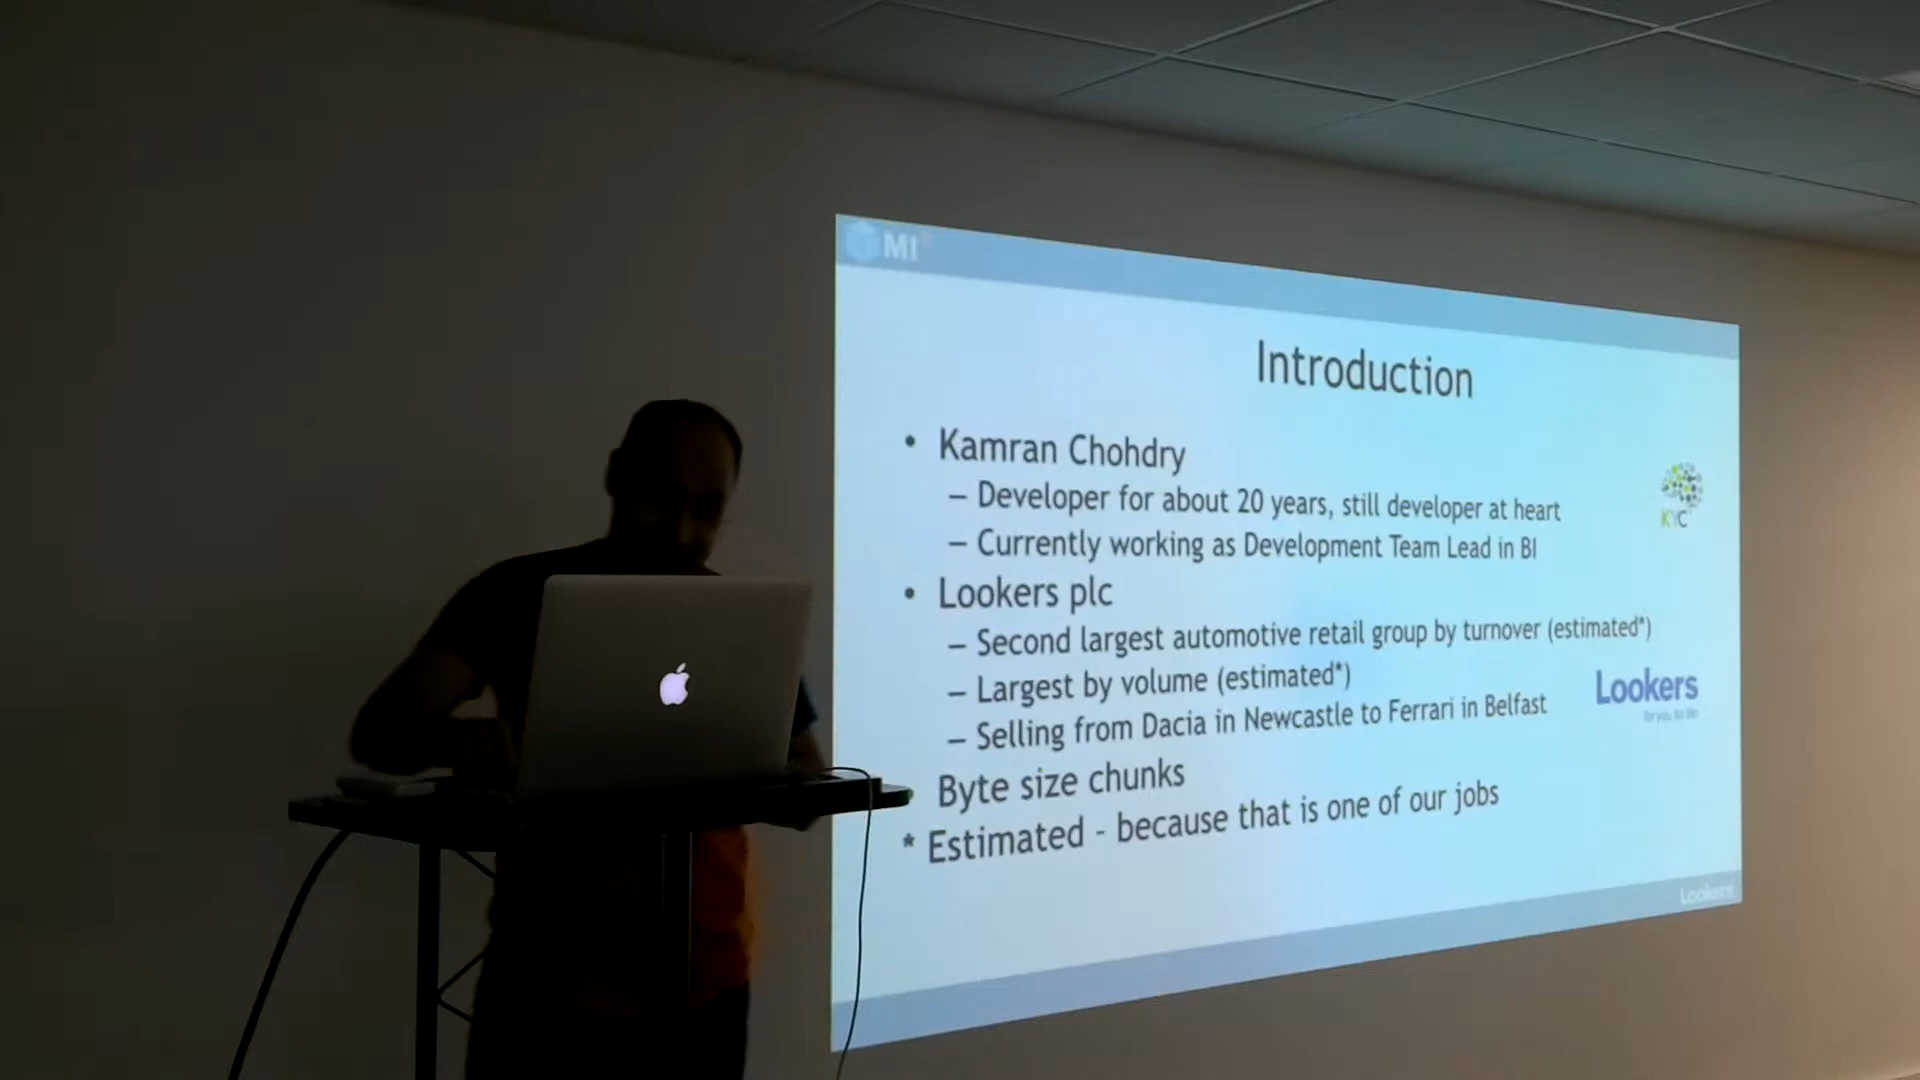 MI
Introduction
• Kamran Chohdry
– Developer for about 20 years, still developer at heart
– Currently working as Development Team Lead in BI
KYC
• Lookers plc
– Second largest automotive retail group by turnover (estimated*)
– Largest by volume (estimated*)
– Selling from Dacia in Newcastle to Ferrari in Belfast
Lookers
for you, for life
Byte size chunks
* Estimated - because that is one of our jobs
Lookers